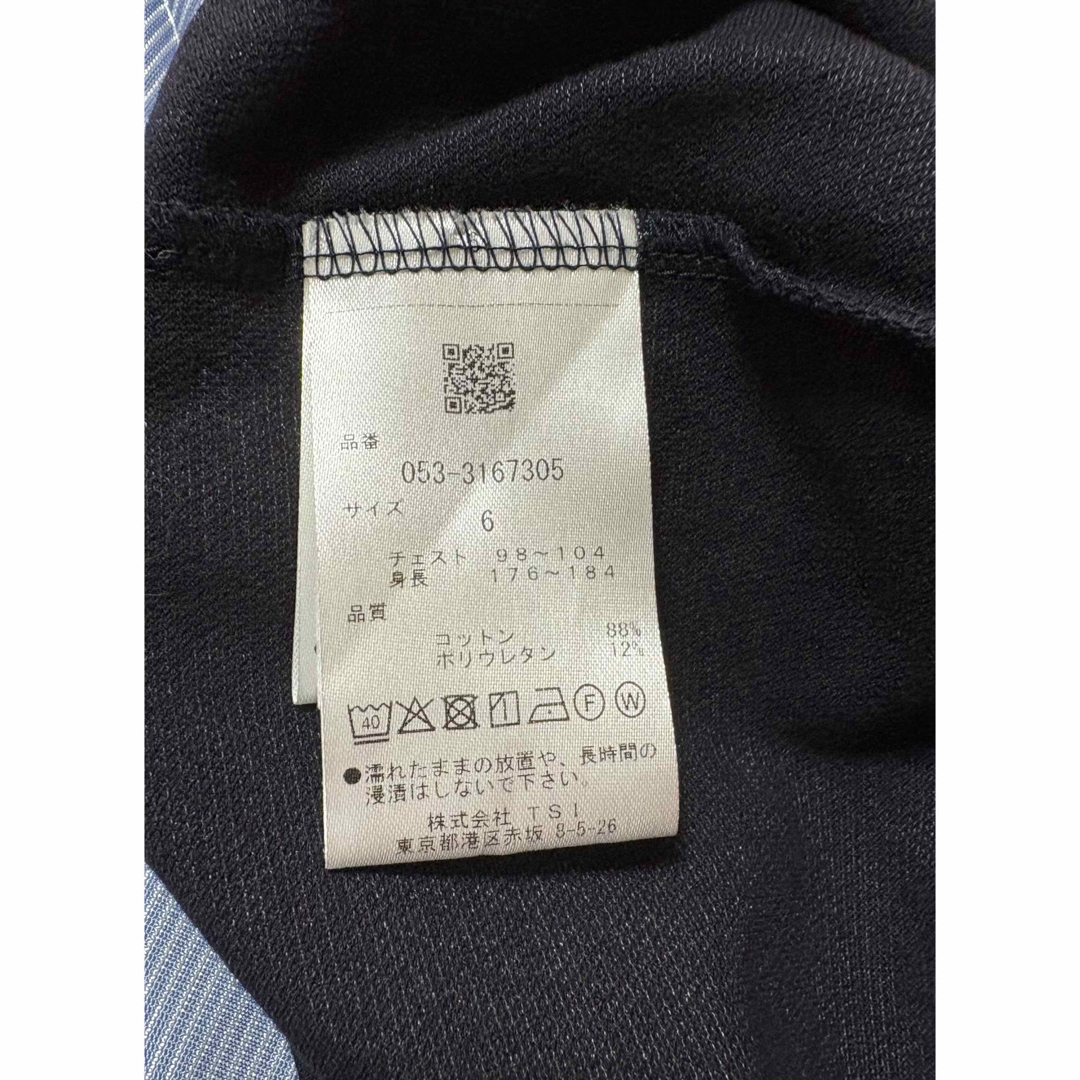 品番
053-3167305
サイズ
6
チェスト 98~104
身長 176~184
品質
コットン 88%
ポリウレタン 12%
40 F W
●濡れたままの放置や、長時間の
浸漬はしないで下さい。
株式会社 TSI
東京都港区赤坂 8-5-26